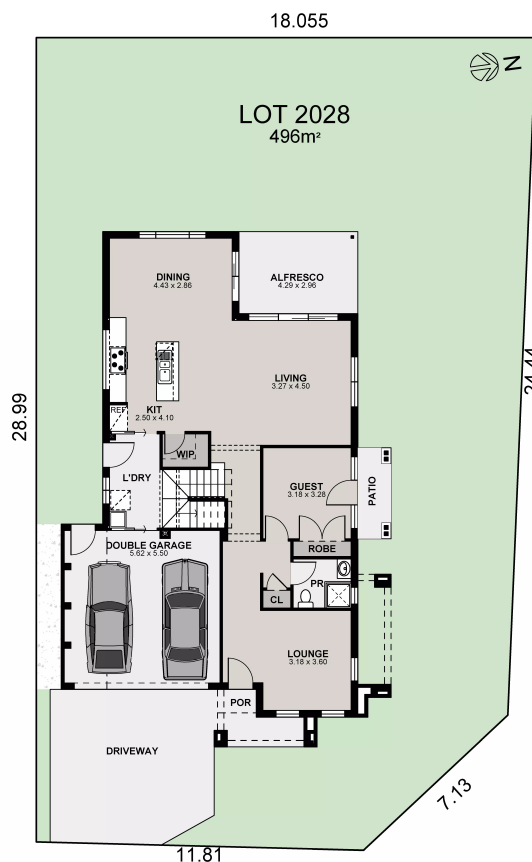 18.055
N
LOT 2028
496m²
DINING
4.43 x 2.86
ALFRESCO
4.29 x 2.96
24.44
28.99
LIVING
3.27 x 4.50
REF
KIT
2.50 x 4.10
WIP
L'DRY
GUEST
3.18 x 3.28
PATIO
DOUBLE GARAGE
5.62 x 5.50
ROBE
PR
CL
LOUNGE
3.18 x 3.60
POR
DRIVEWAY
7.13
11.81